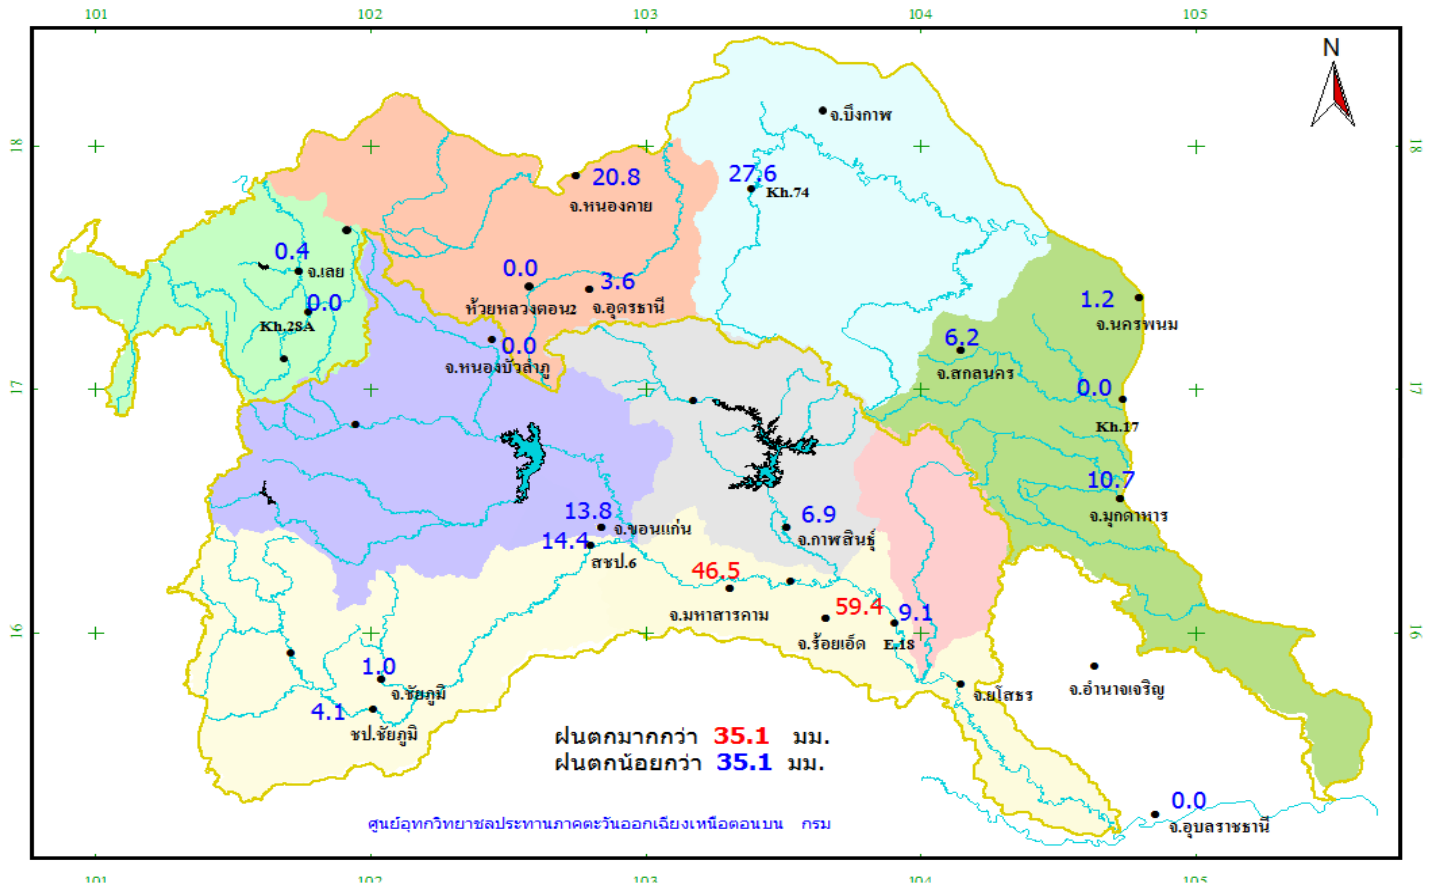 101 102 103 104 105
N
จ.บึงกาฬ
18 18
27.6
Kh.74
20.8
จ.หนองคาย
0.4
จ.เลย
0.0
Kh.28A
0.0
ห้วยหลวงตอน2
3.6
จ.อุดรธานี
1.2
จ.นครพนม
0.0
จ.หนองบัวลำภู
6.2
จ.สกลนคร
17 17
0.0
Kh.17
10.7
จ.มุกดาหาร
13.8
จ.ขอนแก่น
14.4
สชป.6
6.9
จ.กาฬสินธุ์
46.5
จ.มหาสารคาม
59.4
จ.ร้อยเอ็ด
9.1
E.18
16 16
1.0
จ.ชัยภูมิ
4.1
ชป.ชัยภูมิ
จ.ยโสธร
จ.อำนาจเจริญ
ฝนตกมากกว่า 35.1 มม.
ฝนตกน้อยกว่า 35.1 มม.
0.0
จ.อุบลราชธานี
ศูนย์อุทกวิทยาชลประทานภาคตะวันออกเฉียงเหนือตอนบน กรม
101 102 103 104 105